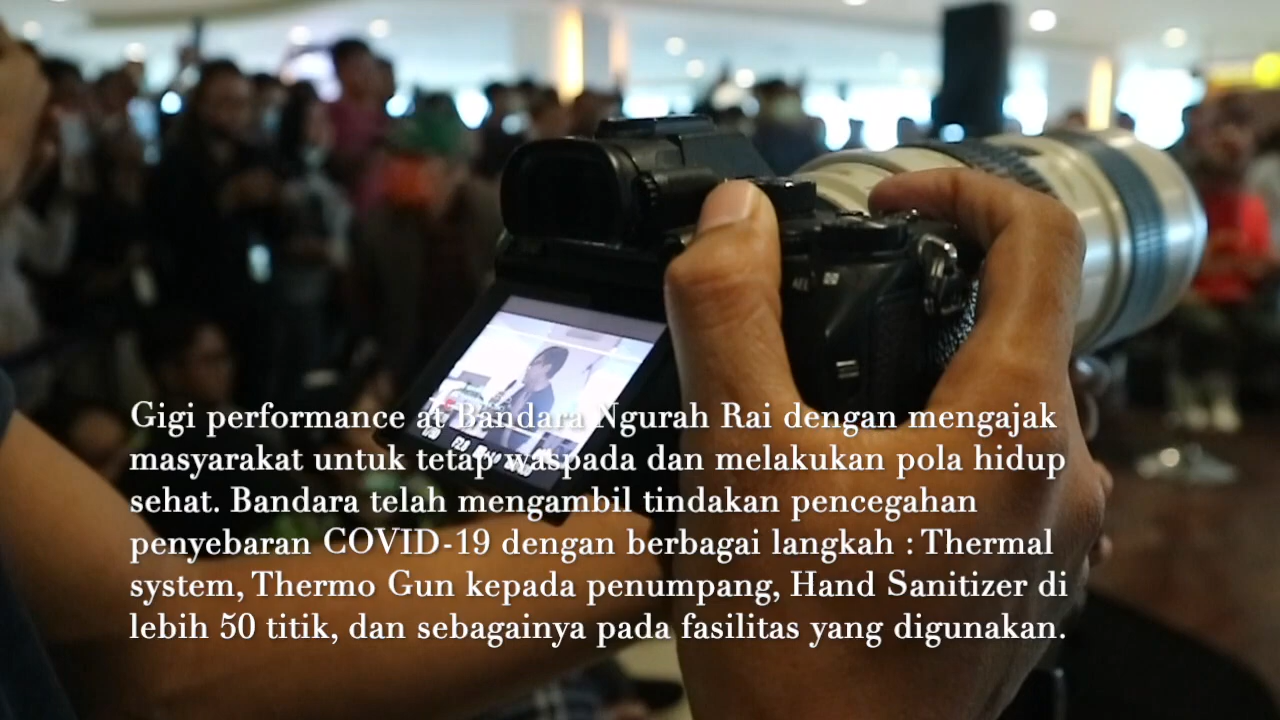 Gigi performance at Bandara Ngurah Rai dengan mengajak
masyarakat untuk tetap waspada dan melakukan pola hidup
sehat. Bandara telah mengambil tindakan pencegahan
penyebaran COVID-19 dengan berbagai langkah : Thermal
system, Thermo Gun kepada penumpang, Hand Sanitizer di
lebih 50 titik, dan sebagainya pada fasilitas yang digunakan.
AEL